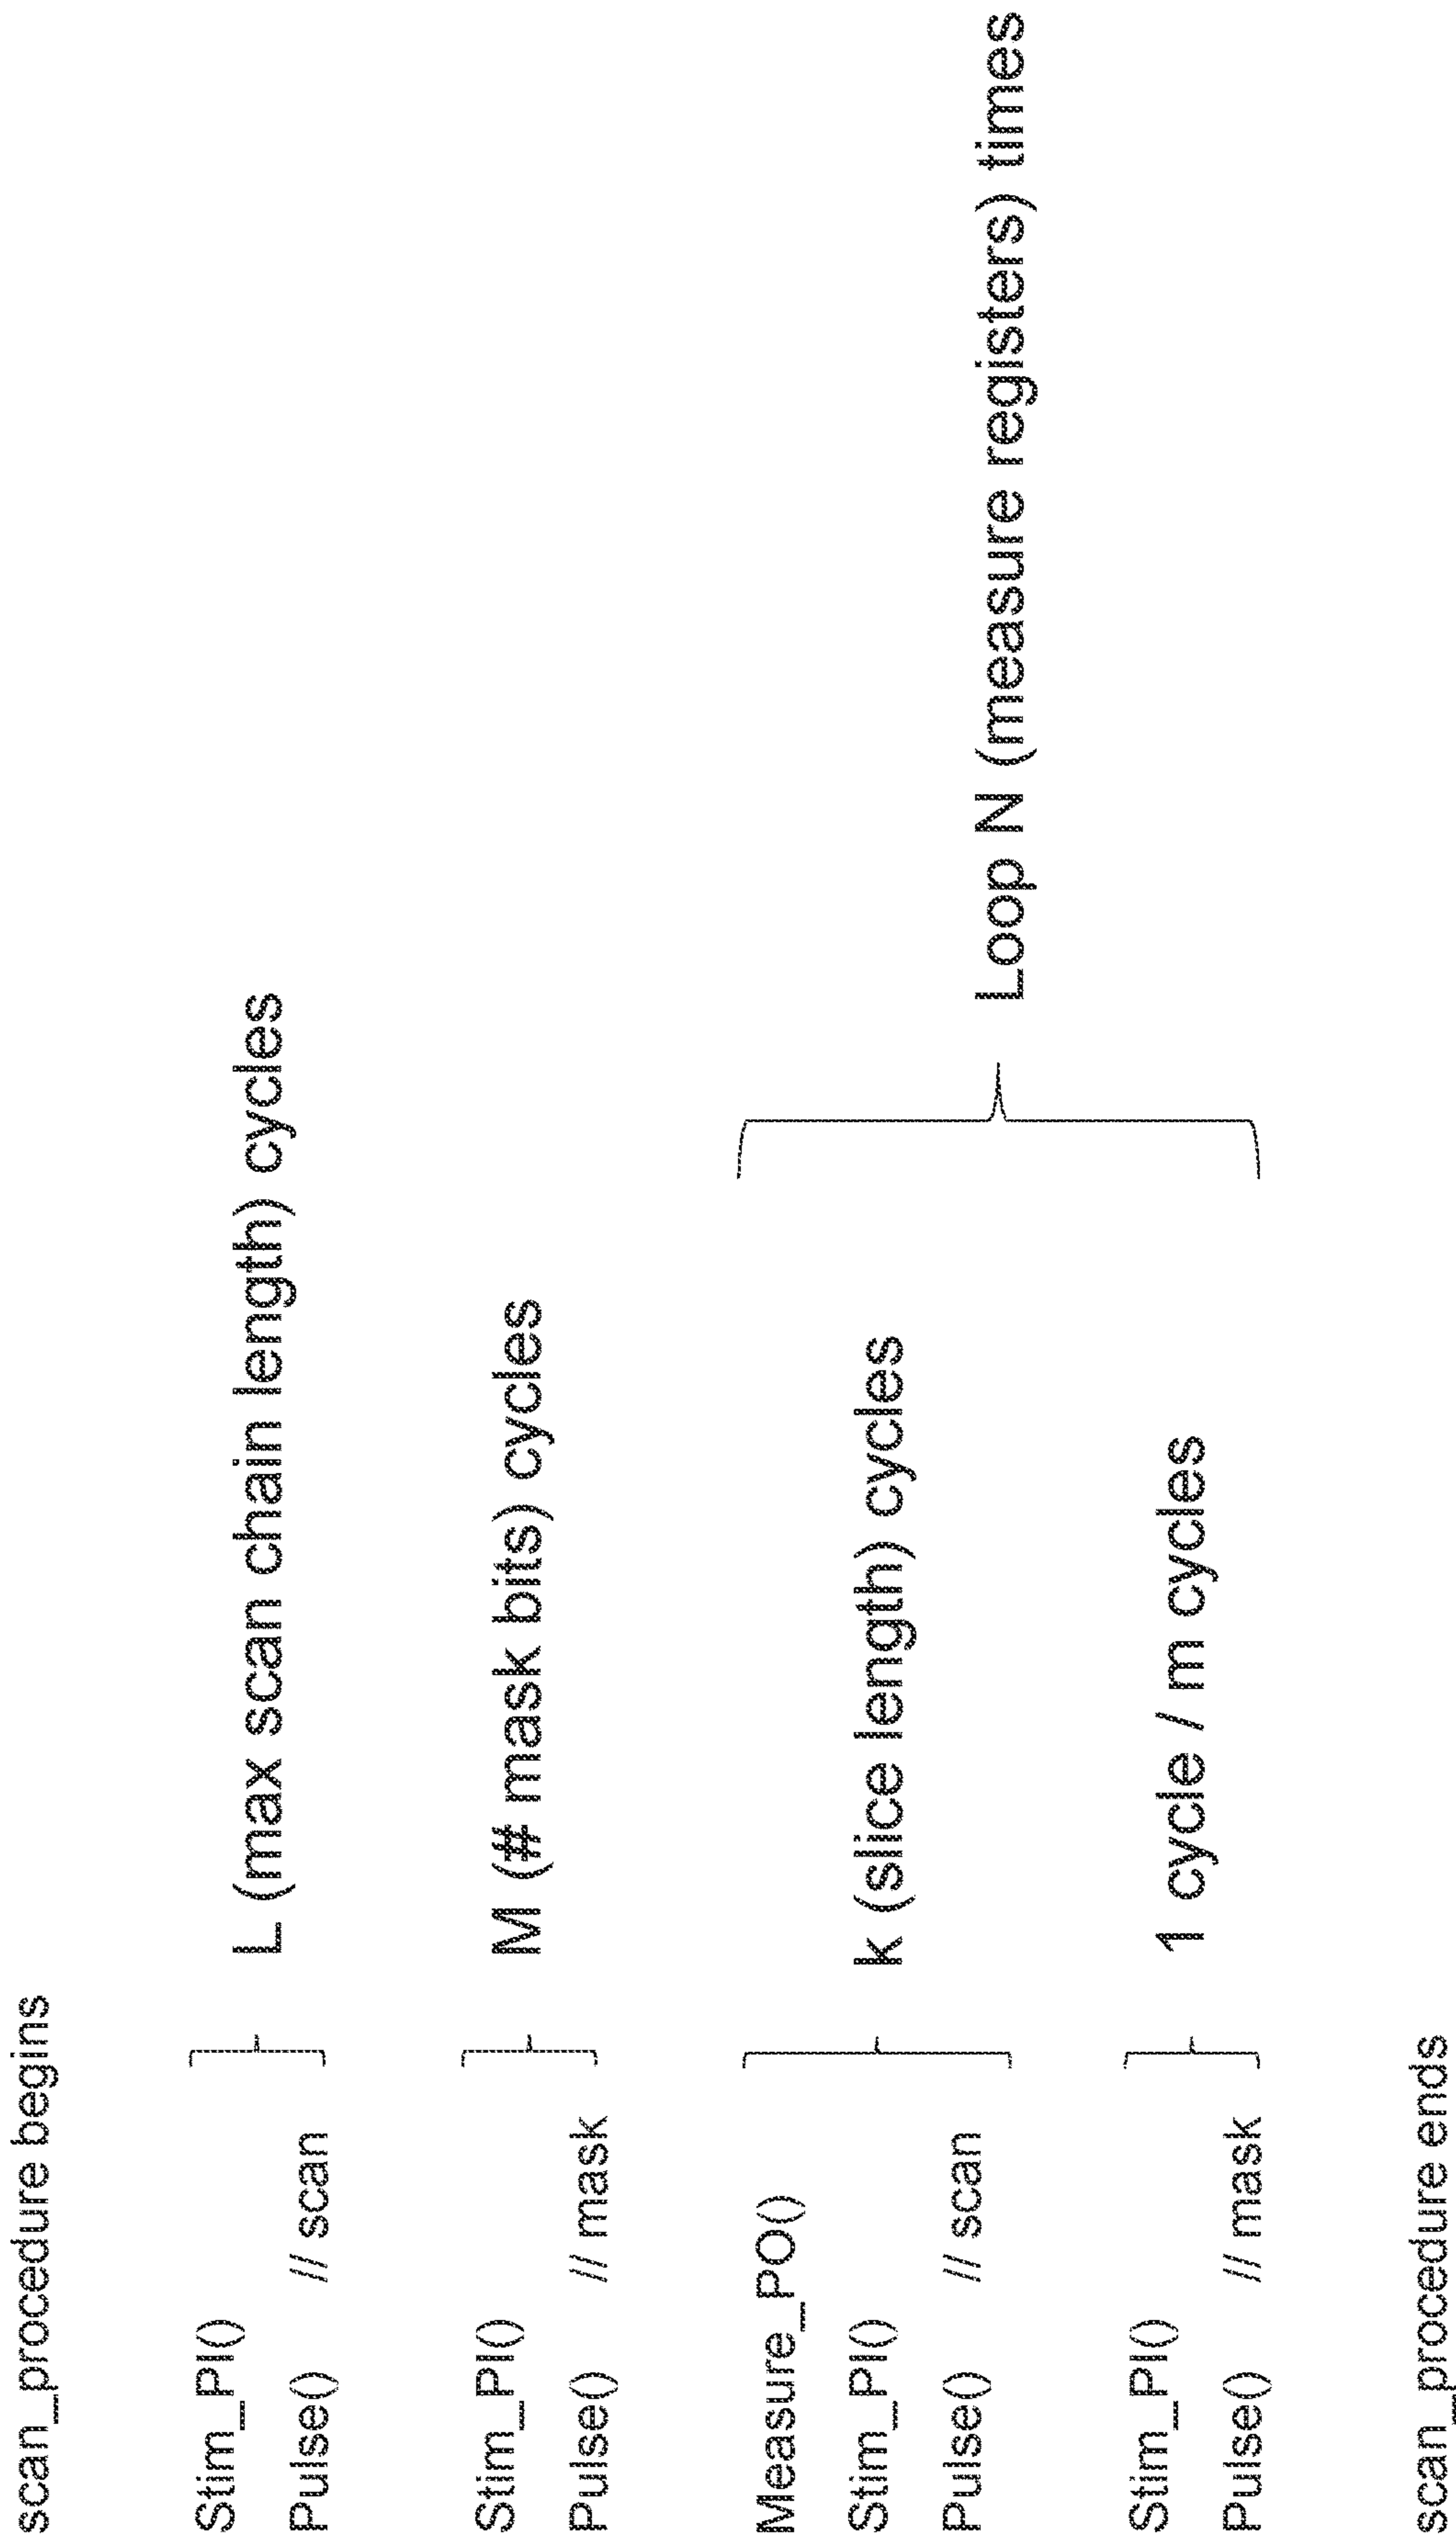 scan_procedure begins
Stim_PI()
Pulse() // scan
L (max scan chain length) cycles
Stim_PI()
Pulse() // mask
M (# mask bits) cycles
Measure_PO()
Stim_PI()
Pulse() // scan
k (slice length) cycles
Stim_PI()
Pulse() // mask
1 cycle / m cycles
Loop N (measure registers) times
scan_procedure ends